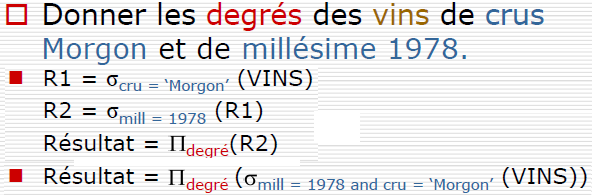 Donner les degrés des vins de crus
Morgon et de millésime 1978.
R1 = σcru = ‘Morgon’ (VINS)
R2 = σmill = 1978 (R1)
Résultat = Πdegré(R2)
Résultat = Πdegré (σmill = 1978 and cru = ‘Morgon’ (VINS))